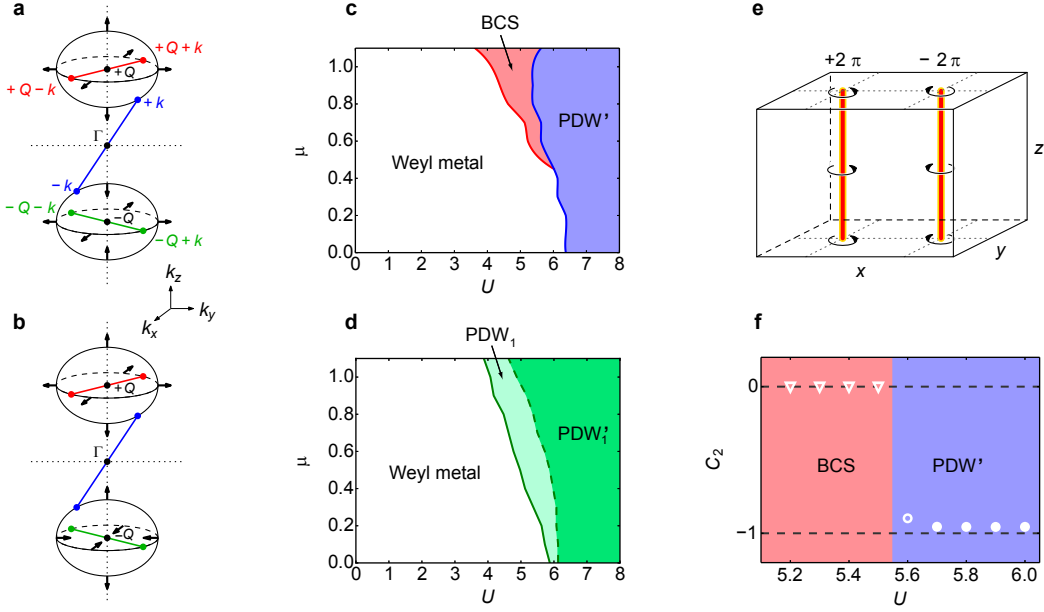 a
+Q+k
+Q
+Q−k
+k
Γ
−k
−Q−k
−Q
−Q+k
kz
ky
kx
b
+Q
Γ
−Q
c
BCS
PDW'
Weyl metal
μ
1.0
0.8
0.6
0.4
0.2
0.0
0 1 2 3 4 5 6 7 8
U
d
PDW1
PDW1'
Weyl metal
μ
1.0
0.8
0.6
0.4
0.2
0.0
0 1 2 3 4 5 6 7 8
U
e
+2 π − 2 π
z
y
x
f
0
C2
BCS PDW'
−1
5.2 5.4 5.6 5.8 6.0
U